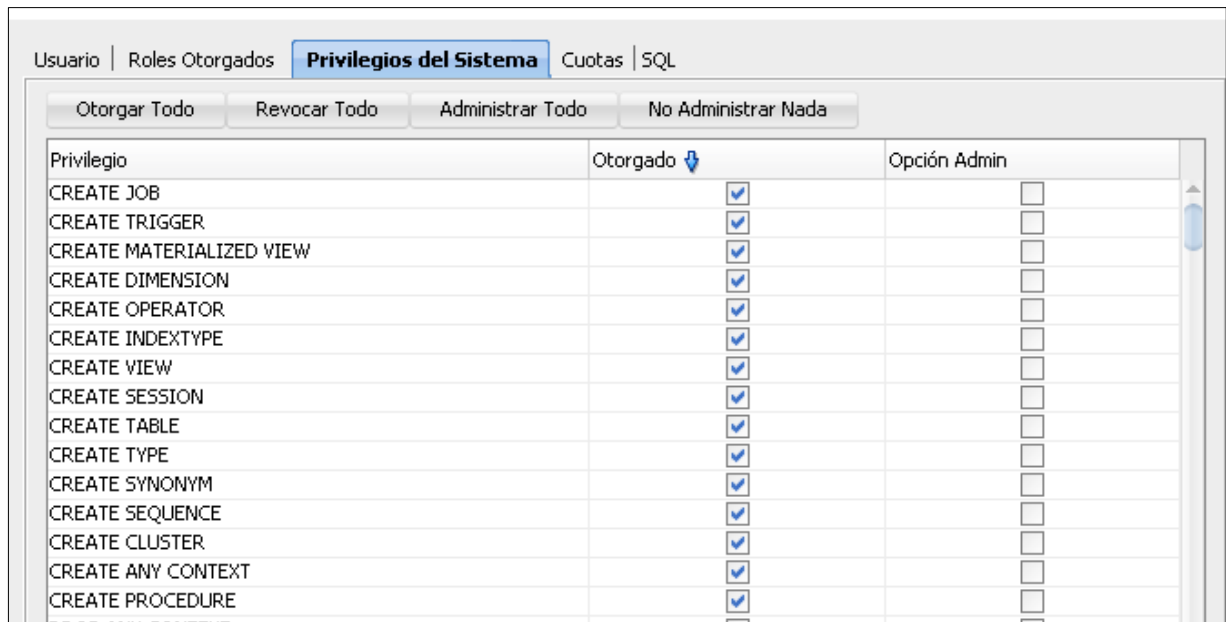 Usuario Roles Otorgados Privilegios del Sistema Cuotas SQL
Otorgar Todo Revocar Todo Administrar Todo No Administrar Nada
Privilegio Otorgado Opción Admin
CREATE JOB
CREATE TRIGGER
CREATE MATERIALIZED VIEW
CREATE DIMENSION
CREATE OPERATOR
CREATE INDEXTYPE
CREATE VIEW
CREATE SESSION
CREATE TABLE
CREATE TYPE
CREATE SYNONYM
CREATE SEQUENCE
CREATE CLUSTER
CREATE ANY CONTEXT
CREATE PROCEDURE